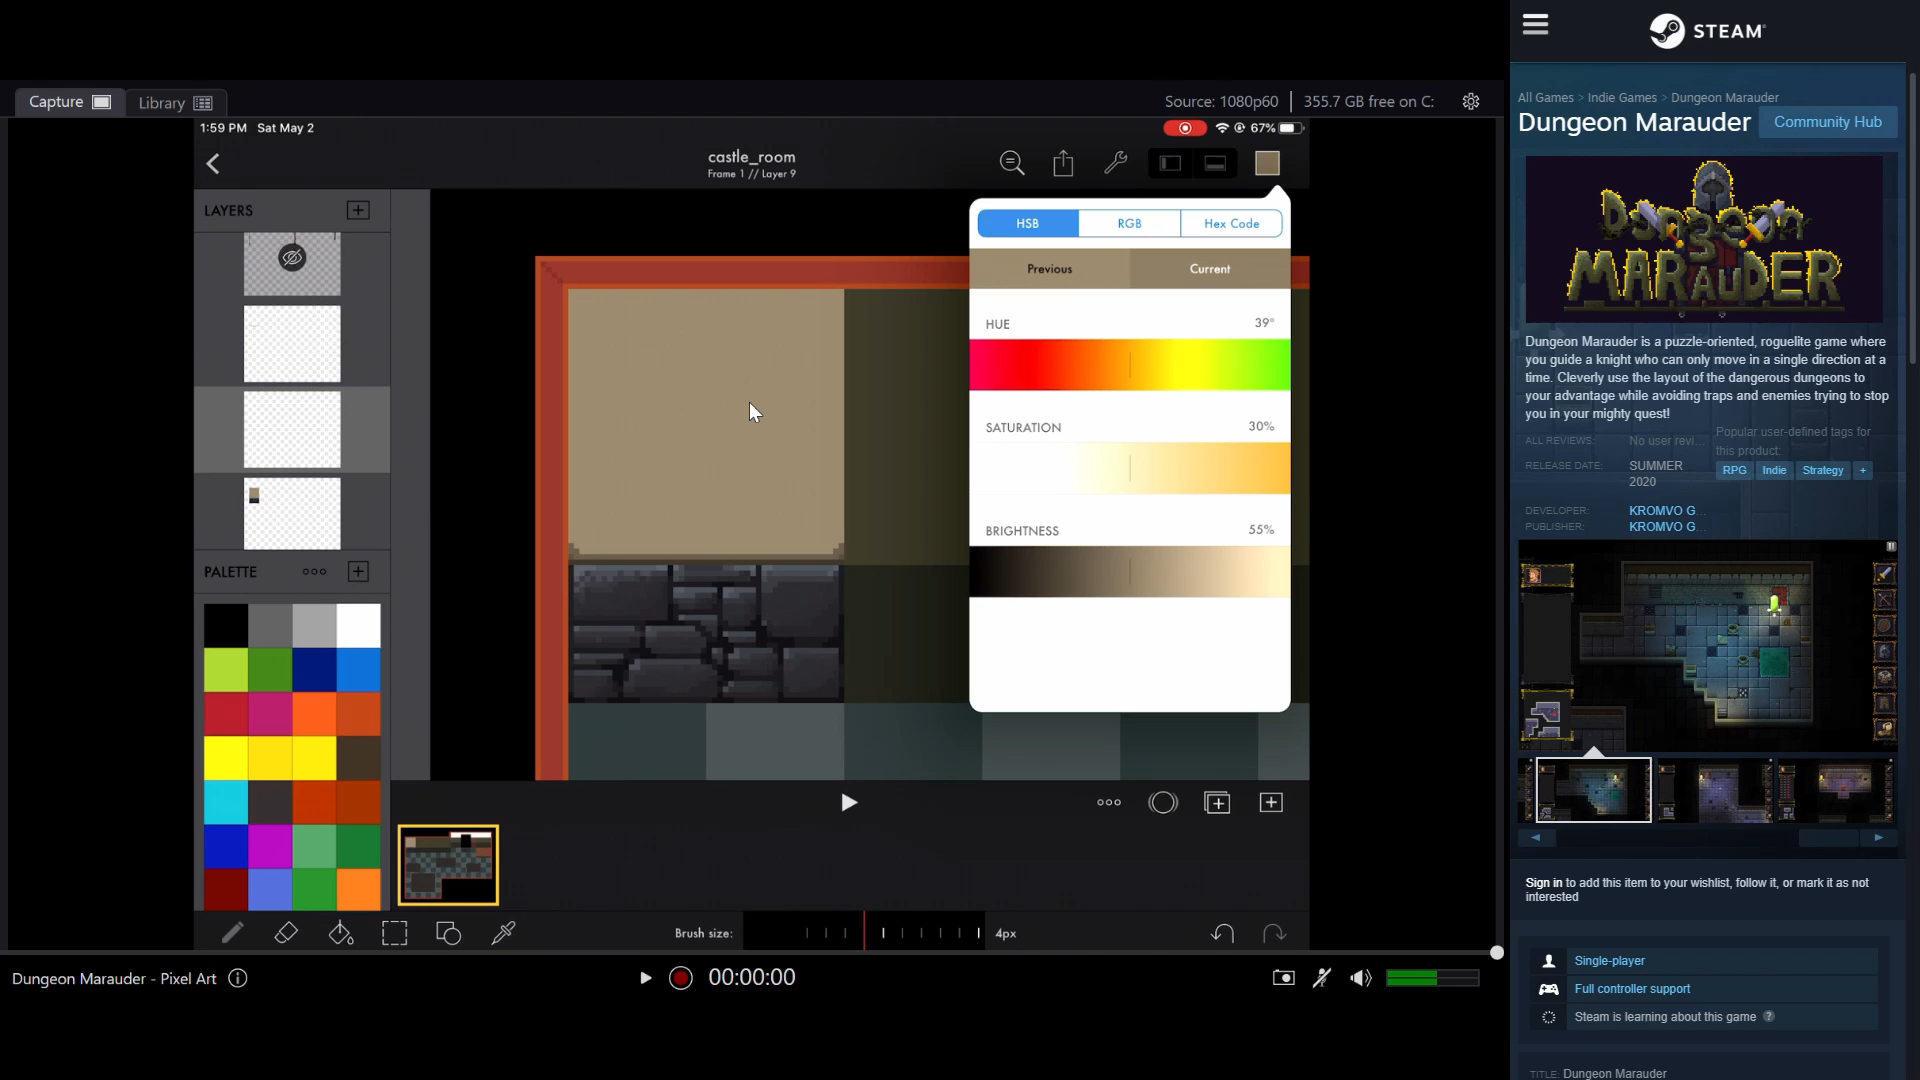 Capture
Library
Source: 1080p60
355.7 GB free on C:
1:59 PM Sat May 2
67%
castle_room
Frame 1 // Layer 9
LAYERS
HSB
RGB
Hex Code
Previous
Current
HUE
39°
SATURATION
30%
BRIGHTNESS
55%
PALETTE
Brush size:
4px
Dungeon Marauder - Pixel Art
00:00:00
STEAM
All Games > Indie Games > Dungeon Marauder
Dungeon Marauder
Community Hub
Dungeon
MARAUDER
Dungeon Marauder is a puzzle-oriented, roguelite game where
you guide a knight who can only move in a single direction at a
time. Cleverly use the layout of the dangerous dungeons to
your advantage while avoiding traps and enemies trying to stop
you in your mighty quest!
ALL REVIEWS:
No user revi...
RELEASE DATE:
SUMMER
2020
DEVELOPER:
KROMVO G...
PUBLISHER:
KROMVO G...
Popular user-defined tags for
this product:
RPG
Indie
Strategy
+
Sign in to add this item to your wishlist, follow it, or mark it as not
interested
Single-player
Full controller support
Steam is learning about this game ?
TITLE: Dungeon Marauder